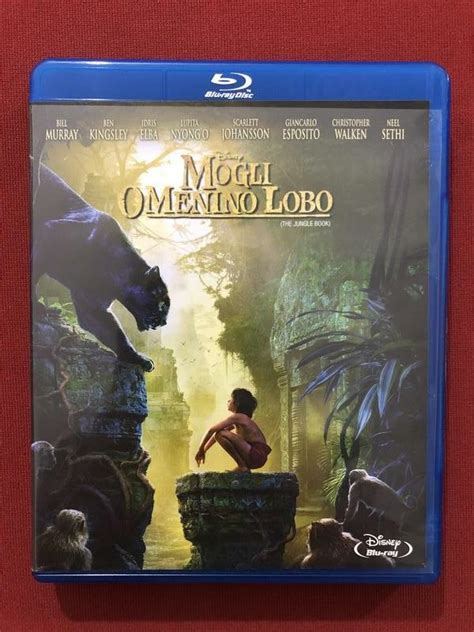 Blu-ray Disc
BILL MURRAY BEN KINGSLEY IDRIS ELBA LUPITA NYONG'O SCARLETT JOHANSSON GIANCARLO ESPOSITO CHRISTOPHER WALKEN NEEL SETHI
Disney
MOGLI
O MENINO LOBO
(THE JUNGLE BOOK)
Disney
Blu-ray